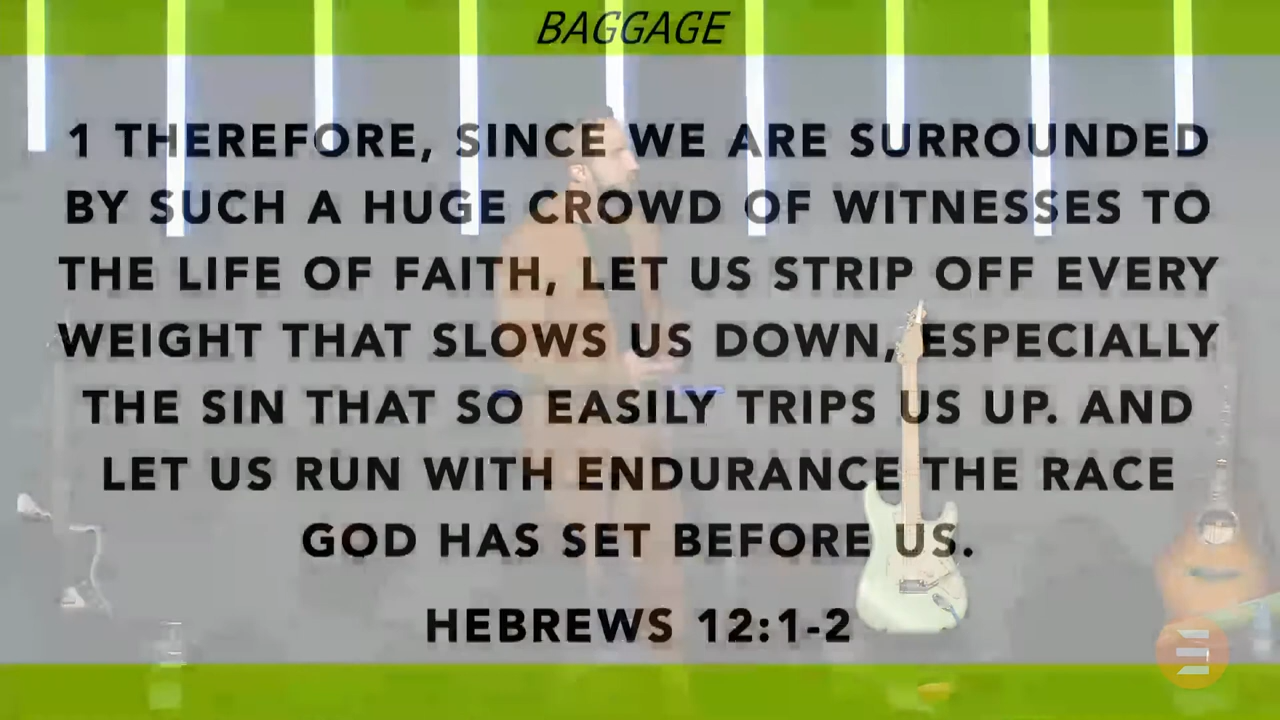 BAGGAGE
1 THEREFORE, SINCE WE ARE SURROUNDED
BY SUCH A HUGE CROWD OF WITNESSES TO
THE LIFE OF FAITH, LET US STRIP OFF EVERY
WEIGHT THAT SLOWS US DOWN, ESPECIALLY
THE SIN THAT SO EASILY TRIPS US UP. AND
LET US RUN WITH ENDURANCE THE RACE
GOD HAS SET BEFORE US.
HEBREWS 12:1-2